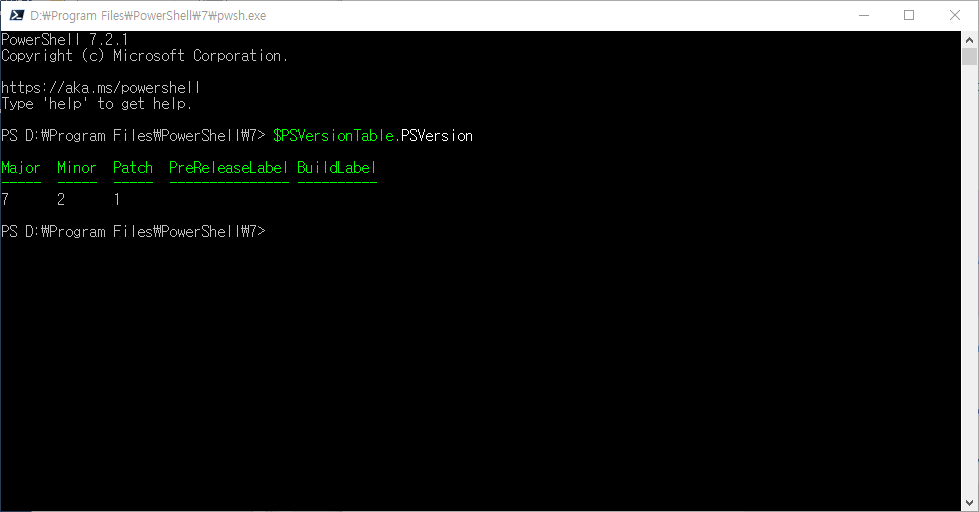 D:₩Program Files₩PowerShell₩7₩pwsh.exe
PowerShell 7.2.1
Copyright (c) Microsoft Corporation.
https://aka.ms/powershell
Type 'help' to get help.
PS D:₩Program Files₩PowerShell₩7> $PSVersionTable.PSVersion
Major  Minor  Patch  PreReleaseLabel BuildLabel
-----  -----  -----  --------------- ----------
7      2      1
PS D:₩Program Files₩PowerShell₩7>